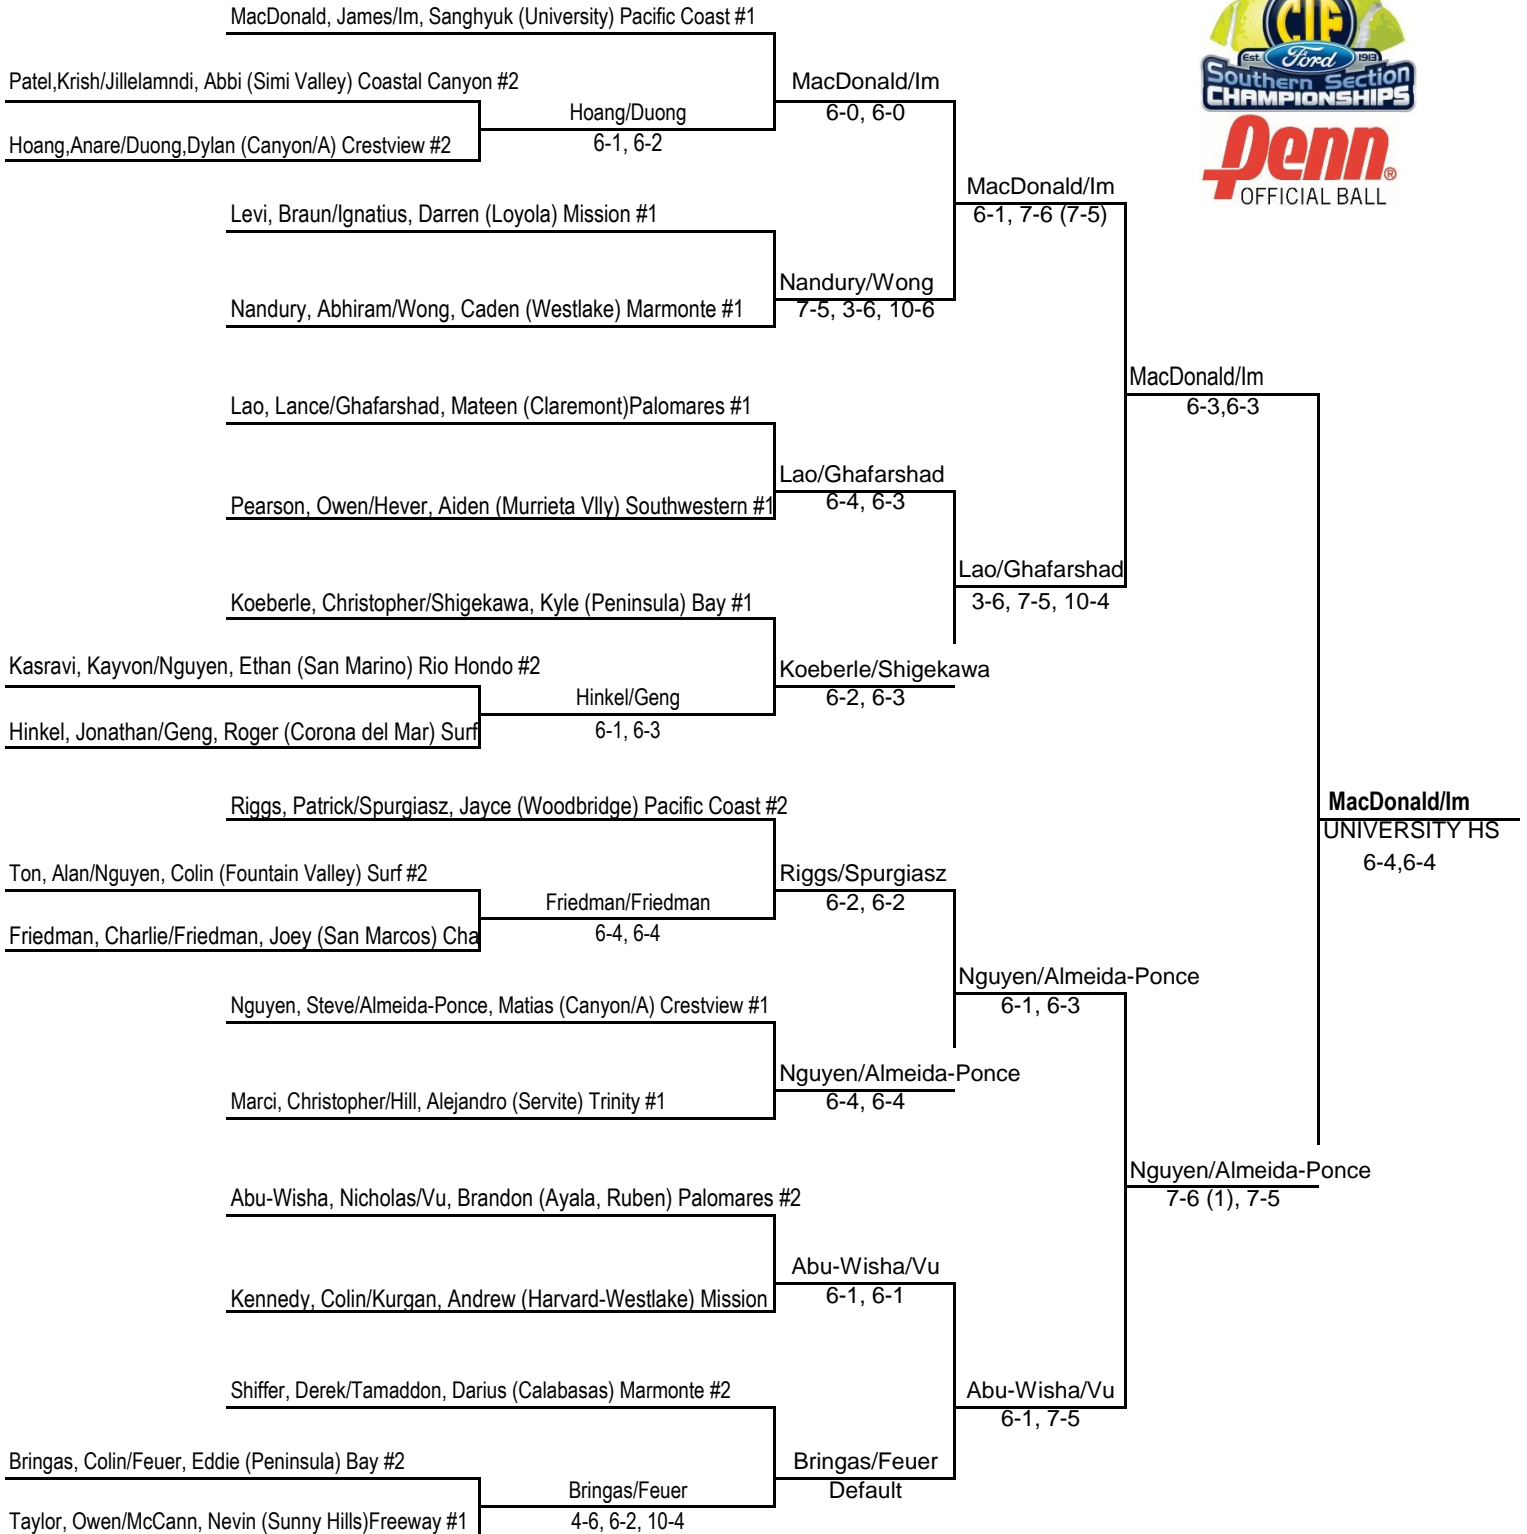 MacDonald, James/Im, Sanghyuk (University) Pacific Coast #1
CIF
Est. Ford 1913
Southern Section
CHAMPIONSHIPS
Penn®
OFFICIAL BALL
Patel,Krish/Jillelamndi, Abbi (Simi Valley) Coastal Canyon #2
MacDonald/Im
6-0, 6-0
Hoang/Duong
6-1, 6-2
Hoang,Anare/Duong,Dylan (Canyon/A) Crestview #2
MacDonald/Im
6-1, 7-6 (7-5)
Levi, Braun/Ignatius, Darren (Loyola) Mission #1
Nandury/Wong
7-5, 3-6, 10-6
Nandury, Abhiram/Wong, Caden (Westlake) Marmonte #1
MacDonald/Im
6-3,6-3
Lao, Lance/Ghafarshad, Mateen (Claremont)Palomares #1
Lao/Ghafarshad
6-4, 6-3
Pearson, Owen/Hever, Aiden (Murrieta Vlly) Southwestern #1
Lao/Ghafarshad
3-6, 7-5, 10-4
Koeberle, Christopher/Shigekawa, Kyle (Peninsula) Bay #1
Kasravi, Kayvon/Nguyen, Ethan (San Marino) Rio Hondo #2
Koeberle/Shigekawa
6-2, 6-3
Hinkel/Geng
6-1, 6-3
Hinkel, Jonathan/Geng, Roger (Corona del Mar) Surf
Riggs, Patrick/Spurgiasz, Jayce (Woodbridge) Pacific Coast #2
MacDonald/Im
UNIVERSITY HS
6-4,6-4
Ton, Alan/Nguyen, Colin (Fountain Valley) Surf #2
Riggs/Spurgiasz
6-2, 6-2
Friedman/Friedman
6-4, 6-4
Friedman, Charlie/Friedman, Joey (San Marcos) Cha
Nguyen/Almeida-Ponce
6-1, 6-3
Nguyen, Steve/Almeida-Ponce, Matias (Canyon/A) Crestview #1
Nguyen/Almeida-Ponce
6-4, 6-4
Marci, Christopher/Hill, Alejandro (Servite) Trinity #1
Nguyen/Almeida-Ponce
7-6 (1), 7-5
Abu-Wisha, Nicholas/Vu, Brandon (Ayala, Ruben) Palomares #2
Abu-Wisha/Vu
6-1, 6-1
Kennedy, Colin/Kurgan, Andrew (Harvard-Westlake) Mission
Shiffer, Derek/Tamaddon, Darius (Calabasas) Marmonte #2
Abu-Wisha/Vu
6-1, 7-5
Bringas, Colin/Feuer, Eddie (Peninsula) Bay #2
Bringas/Feuer
Default
Bringas/Feuer
4-6, 6-2, 10-4
Taylor, Owen/McCann, Nevin (Sunny Hills)Freeway #1